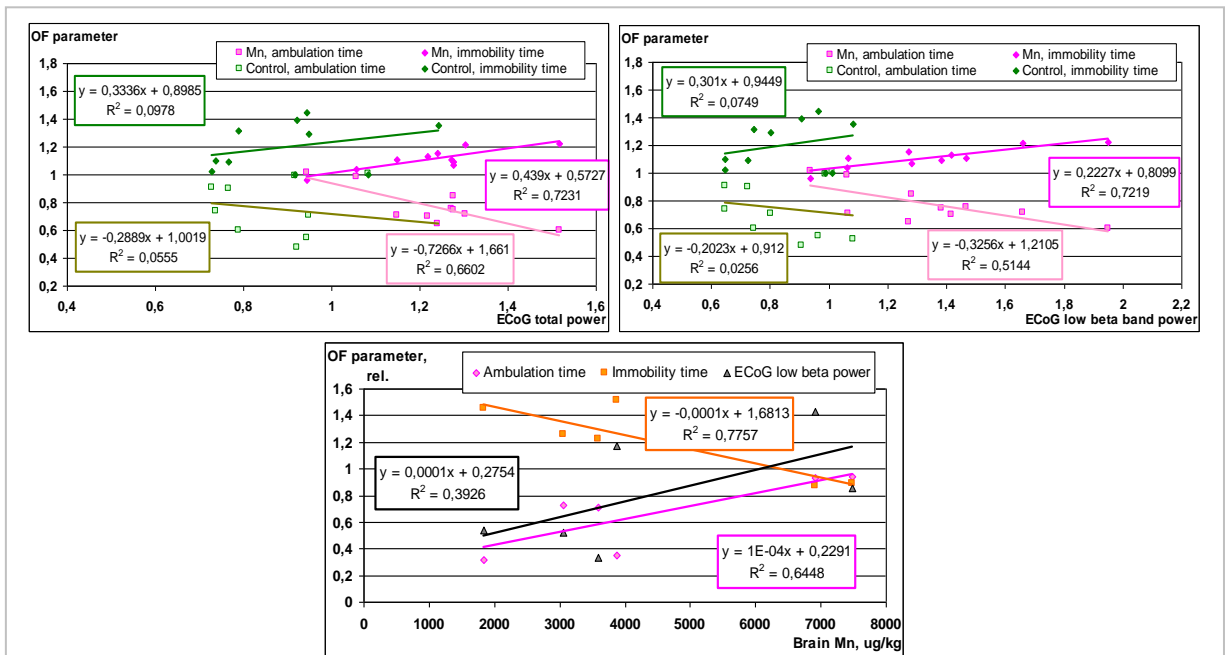 OF parameter
Mn, ambulation time
Mn, immobility time
Control, ambulation time
Control, immobility time
1,8
1,6
1,4
1,2
1
0,8
0,6
0,4
0,2
y = 0,3336x + 0,8985
R² = 0,0978
y = 0,439x + 0,5727
R² = 0,7231
y = -0,2889x + 1,0019
R² = 0,0555
y = -0,7266x + 1,661
R² = 0,6602
0,4
0,6
0,8
1
1,2
1,4
1,6
ECoG total power
OF parameter
Mn, ambulation time
Mn, immobility time
Control, ambulation time
Control, immobility time
1,8
1,6
1,4
1,2
1
0,8
0,6
0,4
0,2
y = 0,301x + 0,9449
R² = 0,0749
y = 0,2227x + 0,8099
R² = 0,7219
y = -0,2023x + 0,912
R² = 0,0256
y = -0,3256x + 1,2105
R² = 0,5144
0,4
0,6
0,8
1
1,2
1,4
1,6
1,8
2
2,2
ECoG low beta band power
OF parameter,
rel.
Ambulation time
Immobility time
ECoG low beta power
1,6
1,4
1,2
1
0,8
0,6
0,4
0,2
0
y = -0,0001x + 1,6813
R² = 0,7757
y = 0,0001x + 0,2754
R² = 0,3926
y = 1E-04x + 0,2291
R² = 0,6448
0
1000
2000
3000
4000
5000
6000
7000
8000
Brain Mn, ug/kg